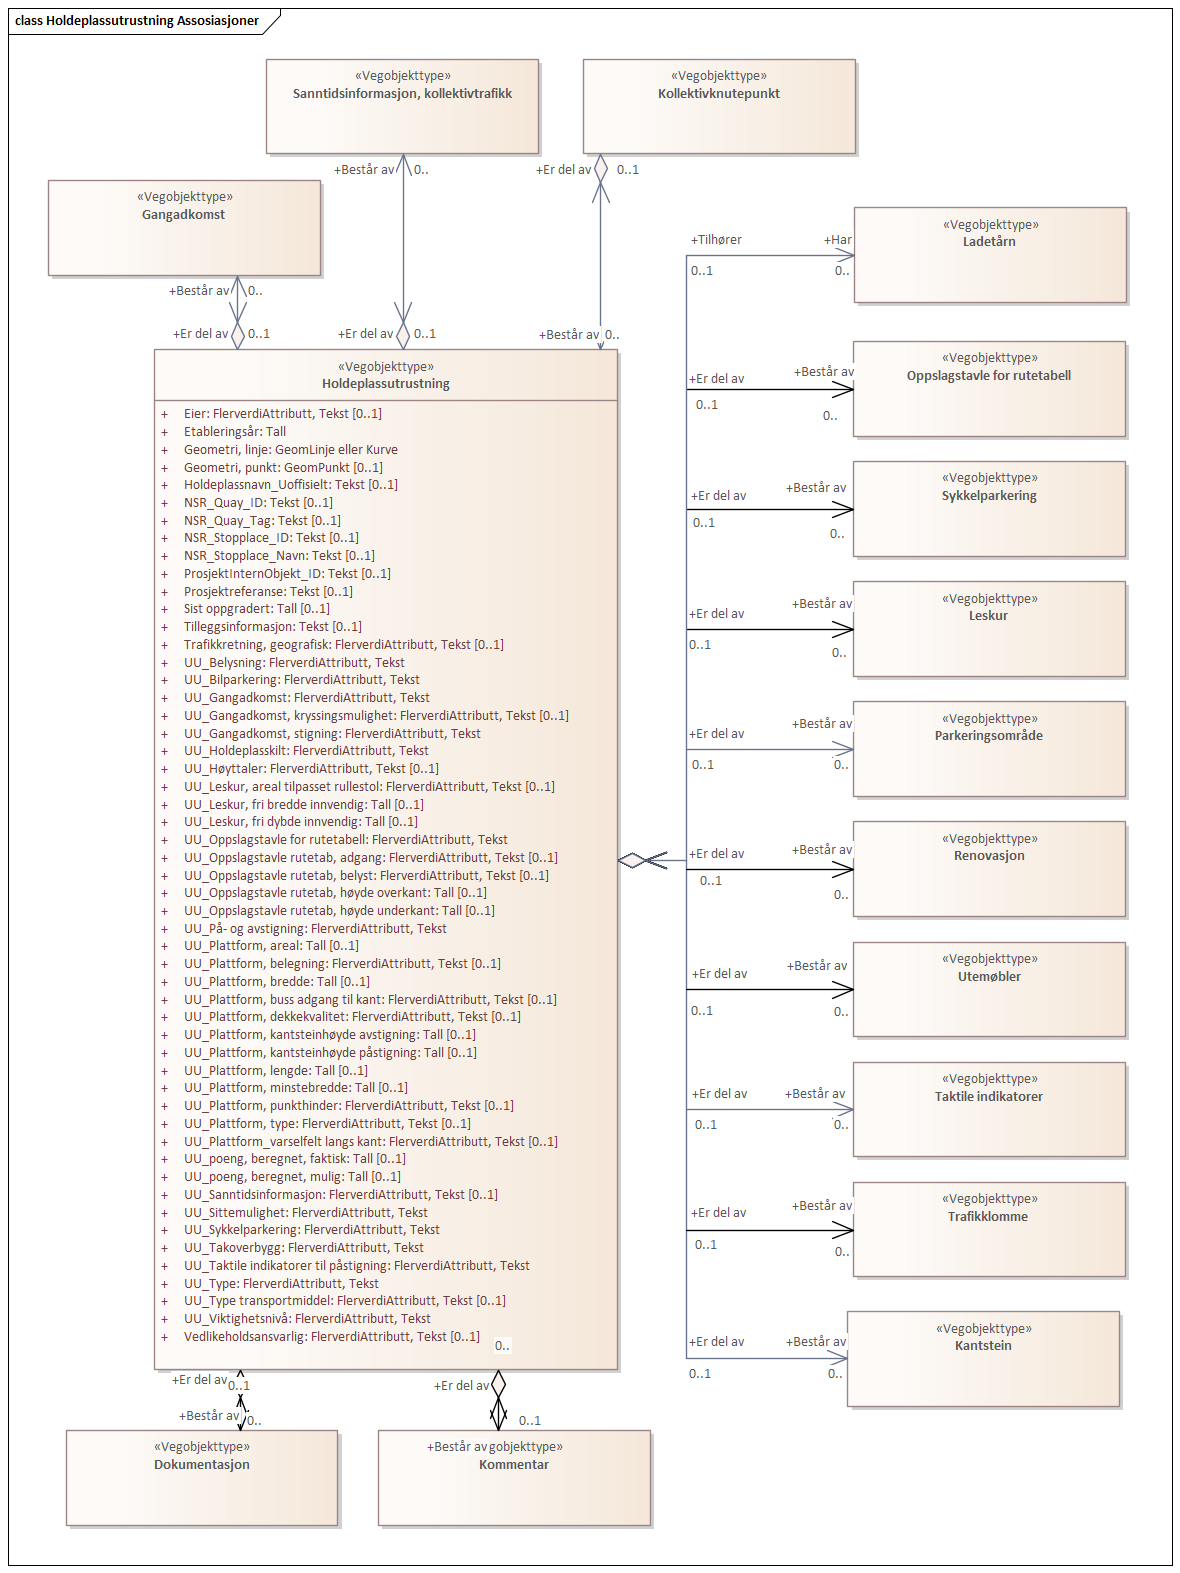 class Holdeplassutrustning Assosiasjoner
«Vegobjekttype»
Sanntidsinformasjon, kollektivtrafikk
«Vegobjekttype»
Kollektivknutepunkt
+Består av
0..
+Er del av
0..1
«Vegobjekttype»
Gangadkomst
+Består av
0..
+Er del av
0..1
+Er del av
0..1
+Består av
0..
«Vegobjekttype»
Holdeplassutrustning
+ Eier: FlerverdiAttributt, Tekst [0..1]
+ Etableringsår: Tall
+ Geometri, linje: GeomLinje eller Kurve
+ Geometri, punkt: GeomPunkt [0..1]
+ Holdeplassnavn_Uoffisielt: Tekst [0..1]
+ NSR_Quay_ID: Tekst [0..1]
+ NSR_Quay_Tag: Tekst [0..1]
+ NSR_Stopplace_ID: Tekst [0..1]
+ NSR_Stopplace_Navn: Tekst [0..1]
+ ProsjektInternObjekt_ID: Tekst [0..1]
+ Prosjektreferanse: Tekst [0..1]
+ Sist oppgradert: Tall [0..1]
+ Tilleggsinformasjon: Tekst [0..1]
+ Trafikkretning, geografisk: FlerverdiAttributt, Tekst [0..1]
+ UU_Belysning: FlerverdiAttributt, Tekst
+ UU_Bilparkering: FlerverdiAttributt, Tekst
+ UU_Gangadkomst: FlerverdiAttributt, Tekst
+ UU_Gangadkomst, kryssingsmulighet: FlerverdiAttributt, Tekst [0..1]
+ UU_Gangadkomst, stigning: FlerverdiAttributt, Tekst
+ UU_Holdeplasskilt: FlerverdiAttributt, Tekst
+ UU_Høyttaler: FlerverdiAttributt, Tekst [0..1]
+ UU_Leskur, areal tilpasset rullestol: FlerverdiAttributt, Tekst [0..1]
+ UU_Leskur, fri bredde innvendig: Tall [0..1]
+ UU_Leskur, fri dybde innvendig: Tall [0..1]
+ UU_Oppslagstavle for rutetabell: FlerverdiAttributt, Tekst
+ UU_Oppslagstavle rutetab, adgang: FlerverdiAttributt, Tekst [0..1]
+ UU_Oppslagstavle rutetab, belyst: FlerverdiAttributt, Tekst [0..1]
+ UU_Oppslagstavle rutetab, høyde overkant: Tall [0..1]
+ UU_Oppslagstavle rutetab, høyde underkant: Tall [0..1]
+ UU_På- og avstigning: FlerverdiAttributt, Tekst
+ UU_Plattform, areal: Tall [0..1]
+ UU_Plattform, belegning: FlerverdiAttributt, Tekst [0..1]
+ UU_Plattform, bredde: Tall [0..1]
+ UU_Plattform, buss adgang til kant: FlerverdiAttributt, Tekst [0..1]
+ UU_Plattform, dekkekvalitet: FlerverdiAttributt, Tekst [0..1]
+ UU_Plattform, kantsteinhøyde avstigning: Tall [0..1]
+ UU_Plattform, kantsteinhøyde påstigning: Tall [0..1]
+ UU_Plattform, lengde: Tall [0..1]
+ UU_Plattform, minstebredde: Tall [0..1]
+ UU_Plattform, punkthinder: FlerverdiAttributt, Tekst [0..1]
+ UU_Plattform, type: FlerverdiAttributt, Tekst [0..1]
+ UU_Plattform_varselfelt langs kant: FlerverdiAttributt, Tekst [0..1]
+ UU_poeng, beregnet, faktisk: Tall [0..1]
+ UU_poeng, beregnet, mulig: Tall [0..1]
+ UU_Sanntidsinformasjon: FlerverdiAttributt, Tekst [0..1]
+ UU_Sittemulighet: FlerverdiAttributt, Tekst
+ UU_Sykkelparkering: FlerverdiAttributt, Tekst
+ UU_Takoverbygg: FlerverdiAttributt, Tekst
+ UU_Taktile indikatorer til påstigning: FlerverdiAttributt, Tekst
+ UU_Type: FlerverdiAttributt, Tekst
+ UU_Type transportmiddel: FlerverdiAttributt, Tekst [0..1]
+ UU_Viktighetsnivå: FlerverdiAttributt, Tekst
+ Vedlikeholdsansvarlig: FlerverdiAttributt, Tekst [0..1]
0..
+Tilhører
0..1
+Har
0..
«Vegobjekttype»
Ladetårn
+Er del av
0..1
+Består av
0..
«Vegobjekttype»
Oppslagstavle for rutetabell
+Er del av
0..1
+Består av
0..
«Vegobjekttype»
Sykkelparkering
+Er del av
0..1
+Består av
0..
«Vegobjekttype»
Leskur
+Er del av
0..1
+Består av
0..
«Vegobjekttype»
Parkeringsområde
+Er del av
0..1
+Består av
0..
«Vegobjekttype»
Renovasjon
+Er del av
0..1
+Består av
0..
«Vegobjekttype»
Utemøbler
+Er del av
0..1
+Består av
0..
«Vegobjekttype»
Taktile indikatorer
+Er del av
0..1
+Består av
0..
«Vegobjekttype»
Trafikklomme
+Er del av
0..1
+Består av
0..
«Vegobjekttype»
Kantstein
+Er del av
0..1
+Består av
0..
«Vegobjekttype»
Dokumentasjon
+Er del av
0..1
+Består av gobjekttype»
Kommentar